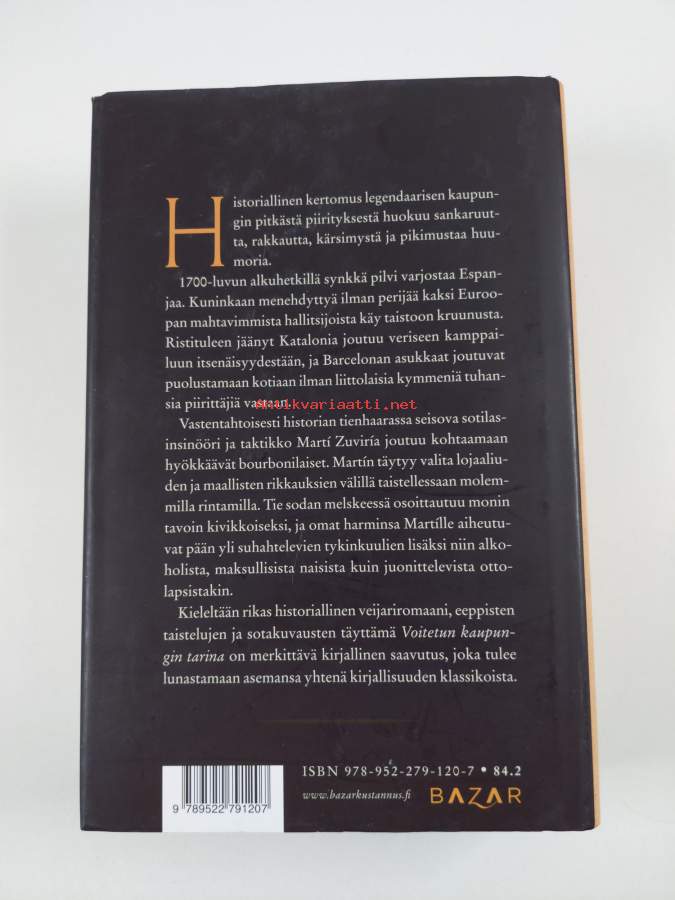 Historiallinen kertomus legendaarisen kaupun-
gin pitkästä piirityksestä huokuu sankaruut-
ta, rakkautta, kärsimystä ja pikimustaa huu-
moria.
1700-luvun alkuhetkillä synkkä pilvi varjostaa Espan-
jaa. Kuninkaan menehdyttyä ilman perijää kaksi Euroo-
pan mahtavimmista hallitsijoista käy taistoon kruunusta.
Ristituleen jäänyt Katalonia joutuu veriseen kamppai-
luun itsenäisyydestään, ja Barcelonan asukkaat joutuvat
puolustamaan kotiaan ilman liittolaisia kymmeniä tuhan-
sia piirittäjiä vastaan.
antikvariaatti.net
Vastentahtoisesti historian tienhaarassa seisova sotilas-
insinööri ja taktikko Martí Zuviría joutuu kohtaamaan
hyökkäävät bourbonilaiset. Martín täytyy valita lojaaliu-
den ja maallisten rikkauksien välillä taistellessaan molem-
milla rintamilla. Tie sodan melskeessä osoittautuu monin
tavoin kivikkoiseksi, ja omat harminsa Martílle aiheutu-
vat pään yli suhahtelevien tykinkuulien lisäksi niin alko-
holista, maksullisista naisista kuin juonittelevista otto-
lapsistakin.
Kieleltään rikas historiallinen veijariromaani, eeppisten
taistelujen ja sotakuvausten täyttämä Voitetun kaupun-
gin tarina on merkittävä kirjallinen saavutus, joka tulee
lunastamaan asemansa yhtenä kirjallisuuden klassikoista.
ISBN 978-952-279-120-7 • 84.2
www.bazarkustannus.fi BAZAR
9 789522 791207